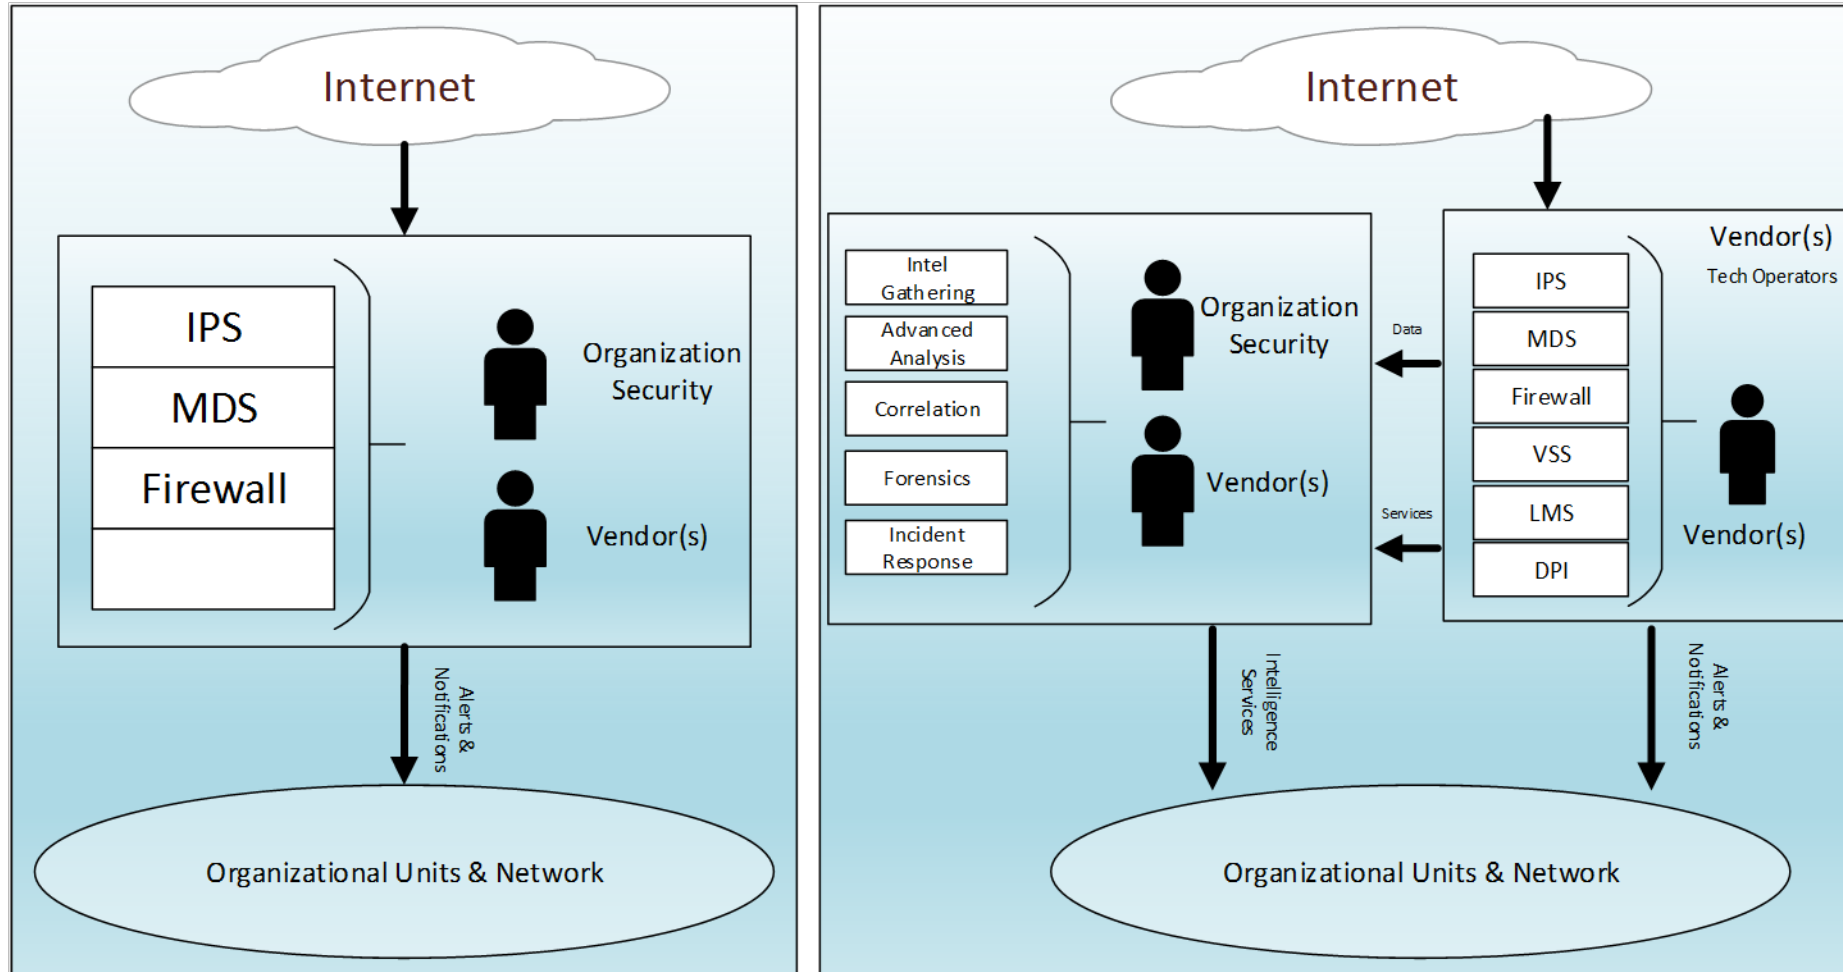 Internet
IPS
MDS
Firewall
Organization
Security
Vendor(s)
Alerts &
Notifications
Organizational Units & Network
Internet
Intel
Gathering
Advanced
Analysis
Correlation
Forensics
Incident
Response
Organization
Security
Vendor(s)
Data
Services
Vendor(s)
Tech Operators
IPS
MDS
Firewall
VSS
LMS
DPI
Vendor(s)
Intelligence
Services
Alerts &
Notifications
Organizational Units & Network